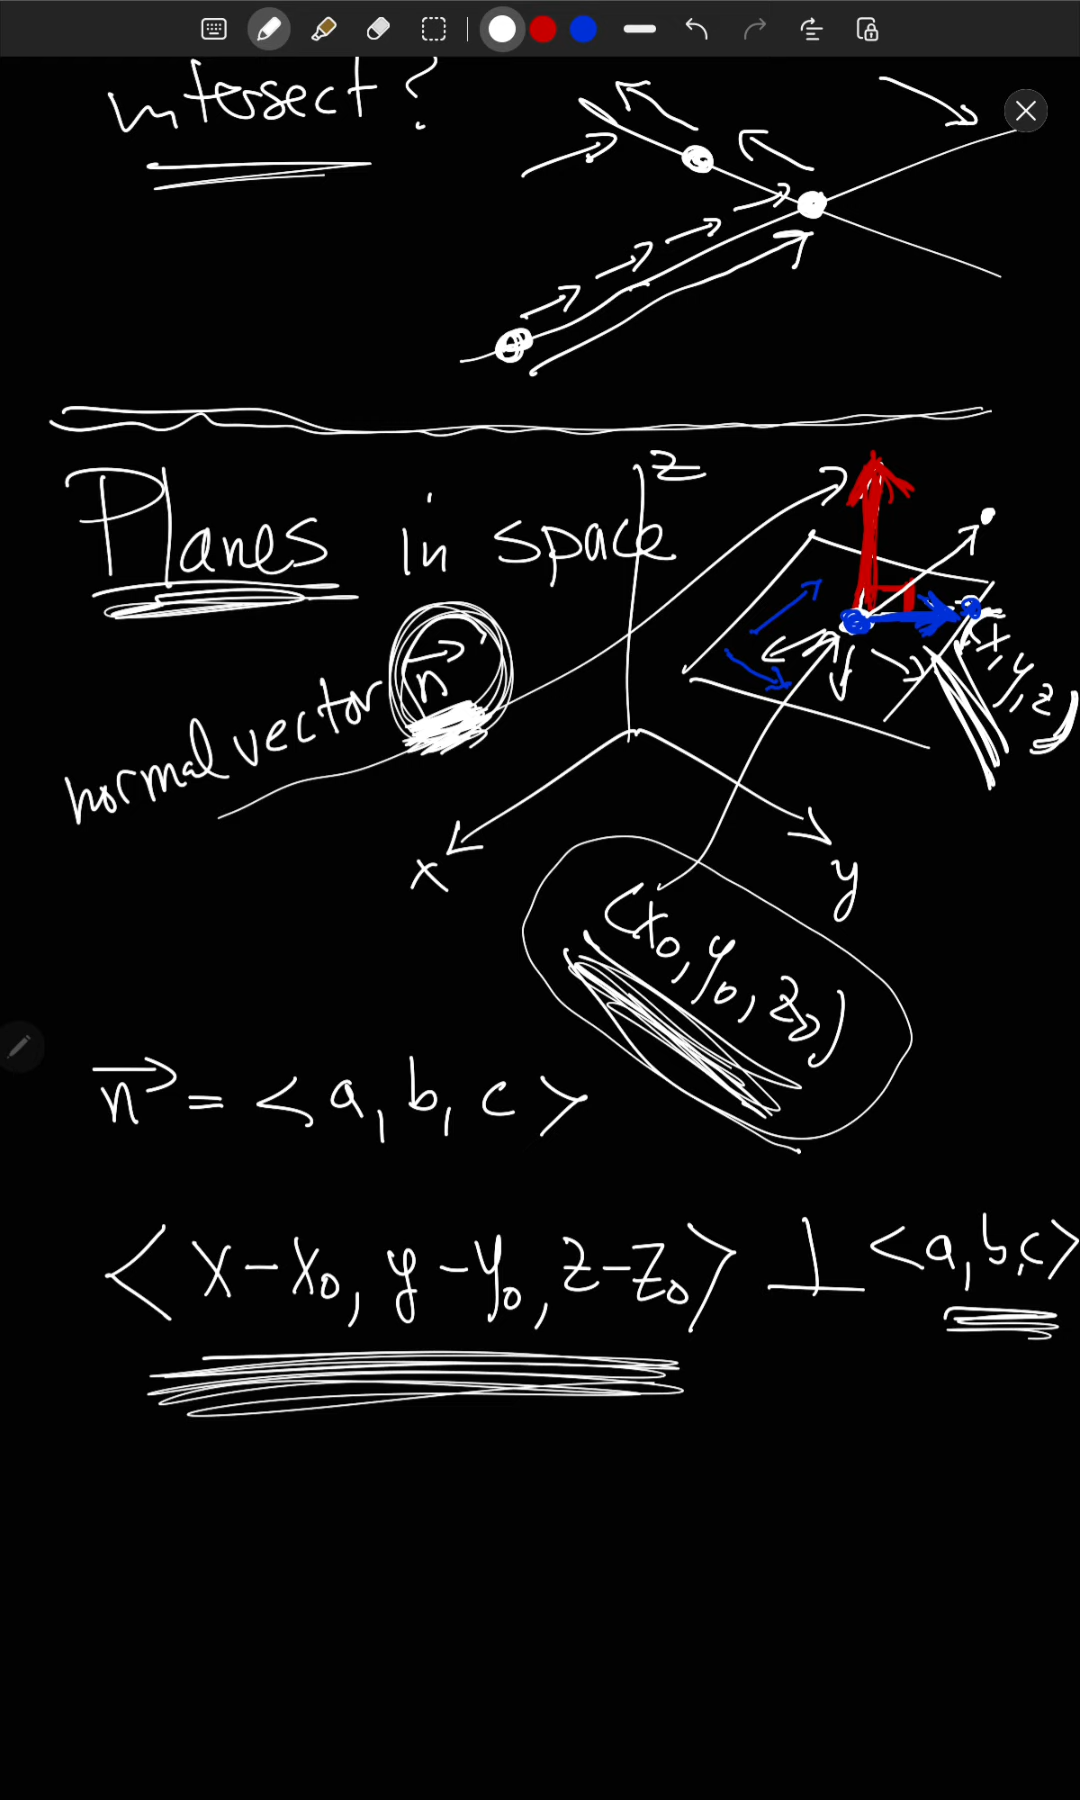 intersect?
Planes in space
z
normal vector n⃗
(x, y, z)
x
y
(x₀, y₀, z₀)
n⃗ = <a, b, c>
<x-x₀, y-y₀, z-z₀> ⊥ <a, b, c>